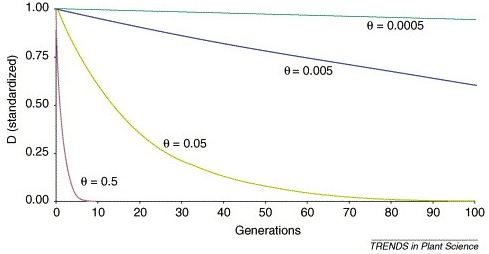 1.00
θ = 0.0005
0.75
θ = 0.005
D (standardized)
0.50
θ = 0.05
0.25
θ = 0.5
0.00
0 10 20 30 40 50 60 70 80 90 100
Generations
TRENDS in Plant Science